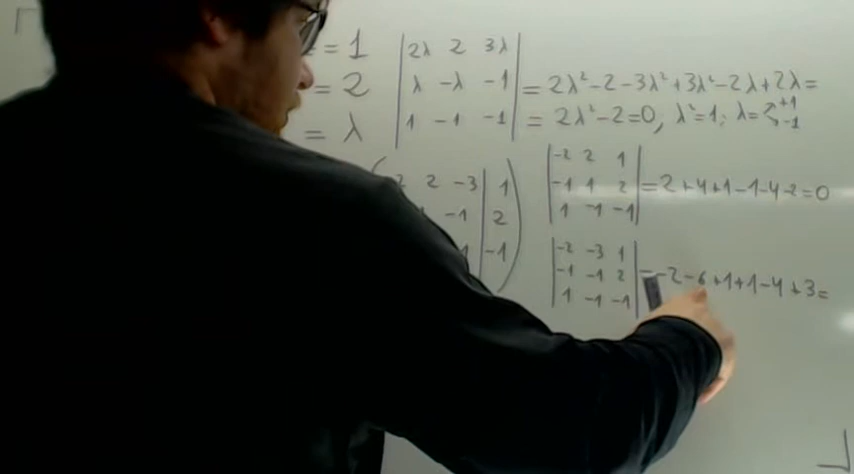 = 1 | 2λ 2 3λ |
= 2 | λ -λ -1 | = 2λ² - 2 - 3λ² + 3λ² - 2λ + 2λ =
= λ | 1 -1 -1 | = 2λ² - 2 = 0, λ² = 1; λ = +1 -1
2 -3 | 1
-1 | 2
| -1
| -2 2 1 |
| -1 1 2 | = 2 + 4 + 1 - 1 - 4 - 2 = 0
| 1 -1 -1 |
| -2 -3 1 |
| -1 -1 2 | = -2 - 6 + 1 + 1 - 4 + 3 =
| 1 -1 -1 |